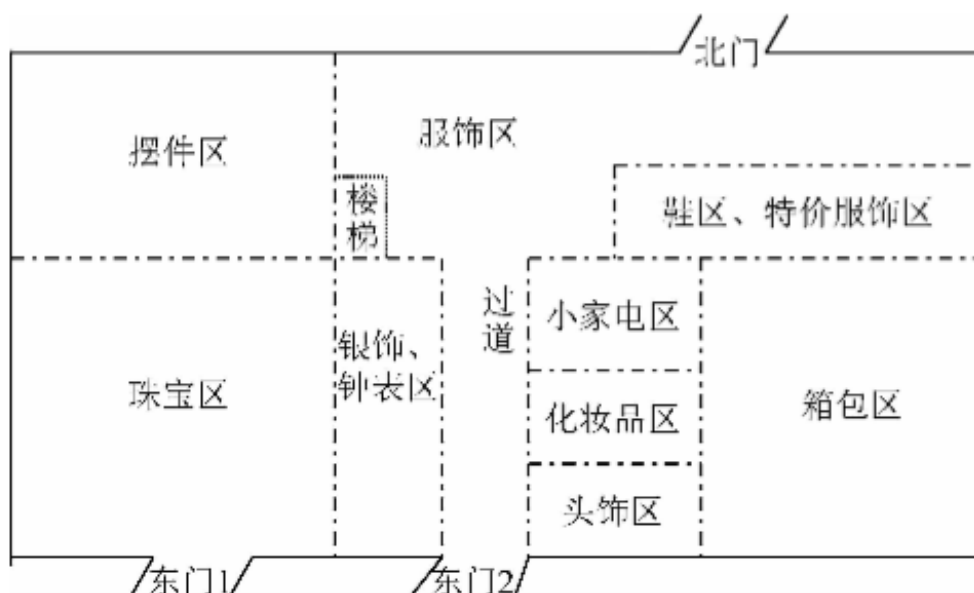 北门
摆件区
服饰区
楼梯
鞋区、特价服饰区
过道
小家电区
银饰、
钟表区
珠宝区
化妆品区
箱包区
头饰区
东门1
东门2